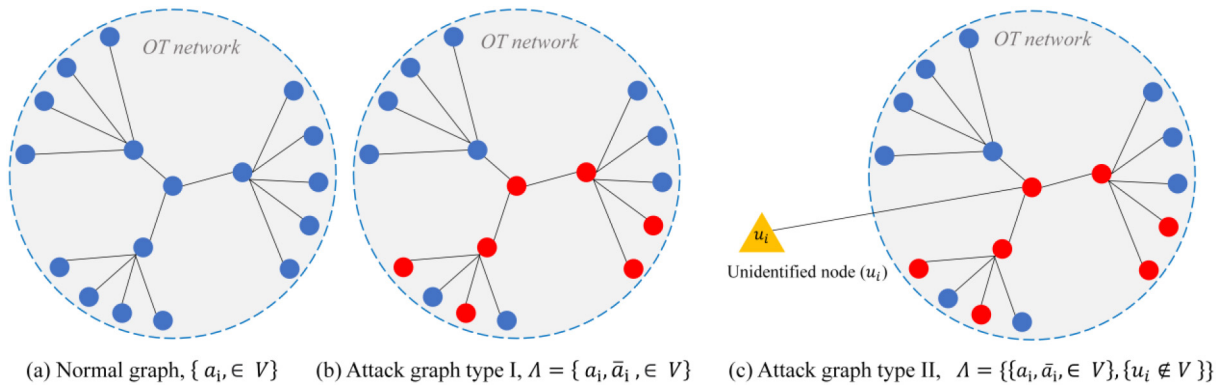 OT network
OT network
OT network
u_i
Unidentified node (u_i)
(a) Normal graph, { a_i, ∈ V}
(b) Attack graph type I, Λ = { a_i, ā_i , ∈ V}
(c) Attack graph type II, Λ = {{a_i, ā_i, ∈ V}, {u_i ∉ V }}